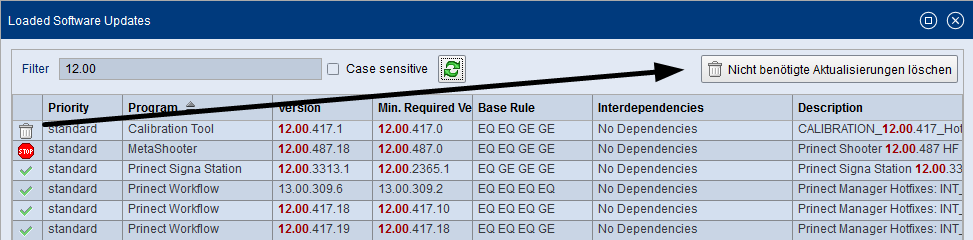 Loaded Software Updates
Filter 12.00 Case sensitive Nicht benötigte Aktualisierungen löschen
Priority Program Version Min. Required Ve Base Rule Interdependencies Description
standard Calibration Tool 12.00.417.1 12.00.417.0 EQ EQ GE GE No Dependencies CALIBRATION_12.00.417_Hot
STOP standard MetaShooter 12.00.487.18 12.00.487.0 EQ EQ GE GE No Dependencies Prinect Shooter 12.00.487 HF
standard Prinect Signa Station 12.00.3313.1 12.00.2365.1 EQ GE GE GE No Dependencies Prinect Signa Station 12.00.33
standard Prinect Workflow 13.00.309.6 13.00.309.2 EQ EQ EQ EQ No Dependencies Prinect Manager Hotfixes: INT_
standard Prinect Workflow 12.00.417.18 12.00.417.10 EQ EQ EQ GE No Dependencies Prinect Manager Hotfixes: INT_
standard Prinect Workflow 12.00.417.19 12.00.417.18 EQ EQ EQ GE No Dependencies Prinect Manager Hotfixes: INT_